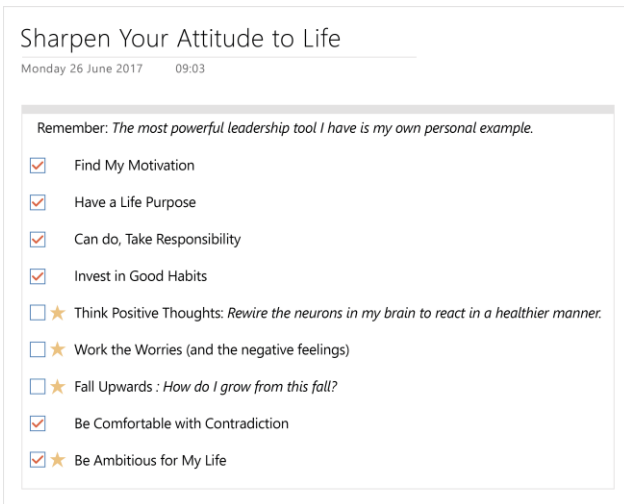 Sharpen Your Attitude to Life
Monday 26 June 2017 09:03
Remember: The most powerful leadership tool I have is my own personal example.
Find My Motivation
Have a Life Purpose
Can do, Take Responsibility
Invest in Good Habits
Think Positive Thoughts: Rewire the neurons in my brain to react in a healthier manner.
Work the Worries (and the negative feelings)
Fall Upwards : How do I grow from this fall?
Be Comfortable with Contradiction
Be Ambitious for My Life